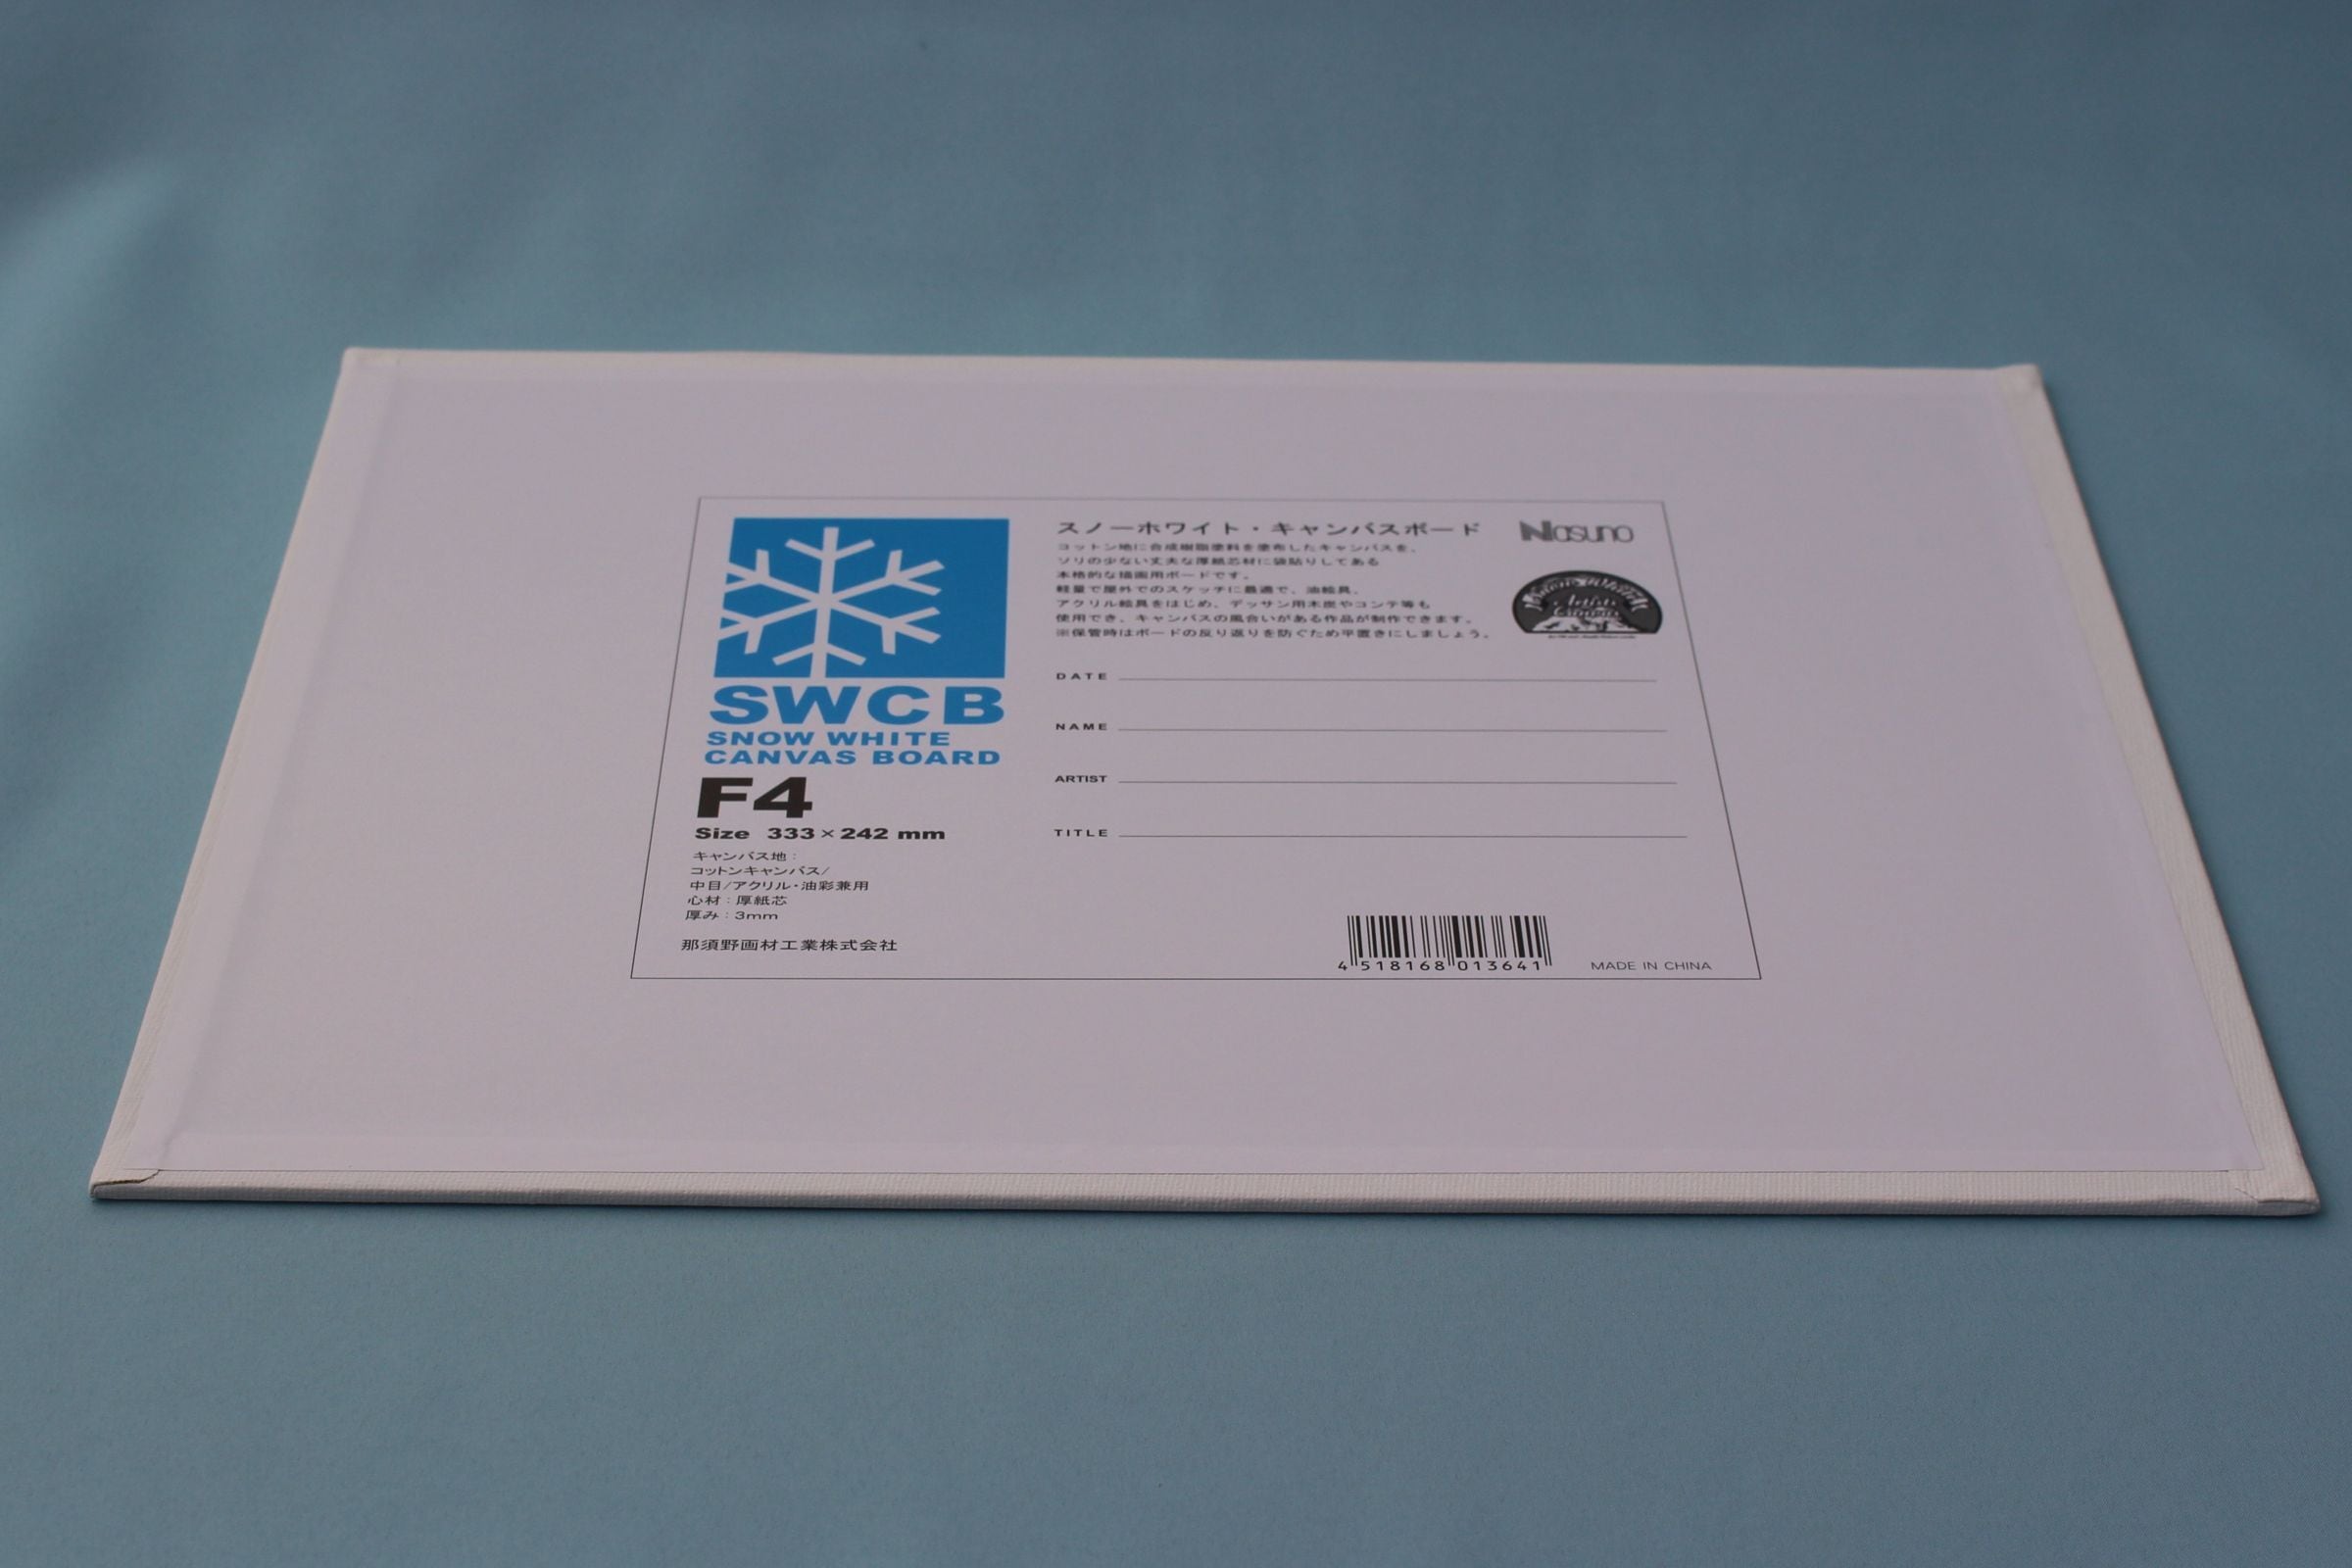 SWCB
SNOW WHITE
CANVAS BOARD
F4
Size 333×242 mm
キャンバス地:
コットンキャンバス/
中目/アクリル・油彩兼用
心材:厚紙芯
厚み:3mm
那須野画材工業株式会社
スノーホワイト・キャンバスボード
コットン地に合成樹脂塗料を塗布したキャンバスを、
ソリの少ない丈夫な厚紙芯材に袋貼りしてある
本格的な描画用ボードです。
軽量で屋外でのスケッチに最適で、油絵具、
アクリル絵具をはじめ、デッサン用木炭やコンテ等も
使用でき、キャンバスの風合いがある作品が制作できます。
※保管時はボードの反り返りを防ぐため平置きにしましょう。
Nasuno
Snow White
Artists
Canvas
DATE
NAME
ARTIST
TITLE
4518168013641
MADE IN CHINA